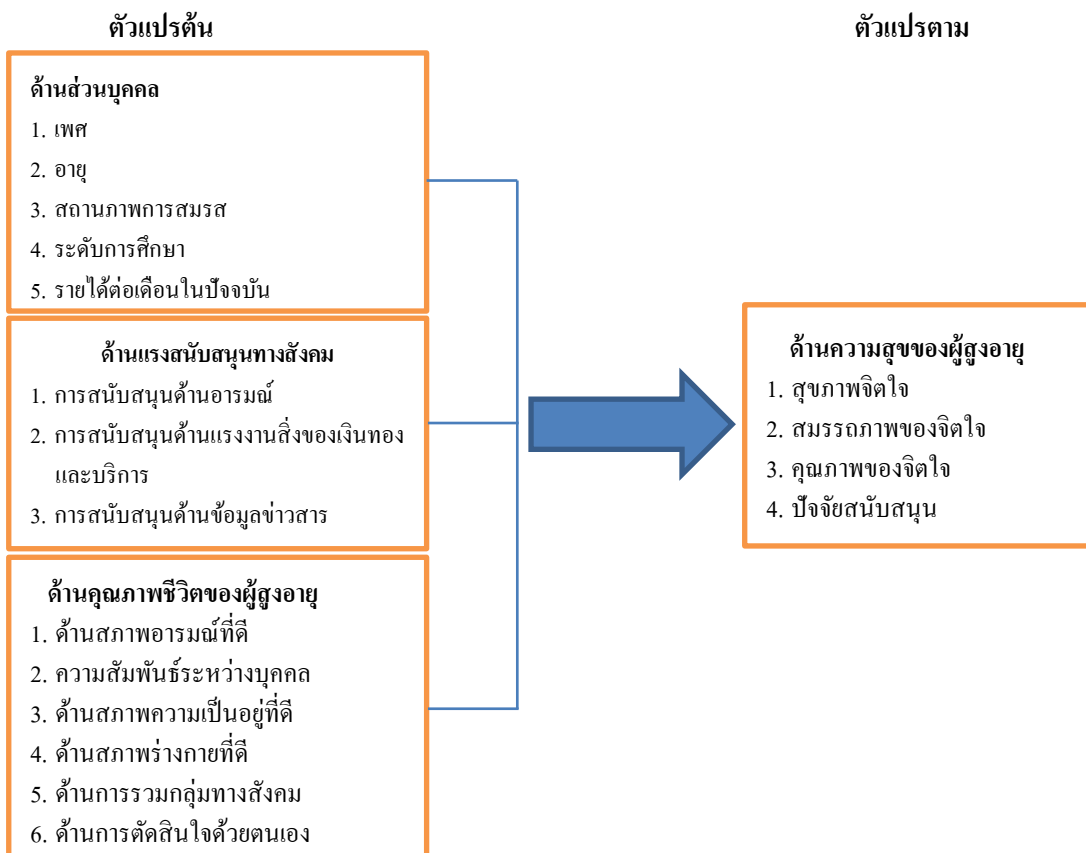 ตัวแปรต้น
ตัวแปรตาม
ด้านส่วนบุคคล
1. เพศ
2. อายุ
3. สถานภาพการสมรส
4. ระดับการศึกษา
5. รายได้ต่อเดือนในปัจจบัน
ด้านแรงสนับสนุนทางสังคม
1. การสนับสนุนด้านอารมณ์
2. การสนับสนุนด้านแรงงานสิ่งของเงินทอง
และบริการ
3. การสนับสนุนด้านข้อมูลข่าวสาร
ด้านคุณภาพชีวิตของผู้สูงอายุ
1. ด้านสภาพอารมณ์ที่ดี
2. ความสัมพันธ์ระหว่างบุคคล
3. ด้านสภาพความเป็นอยู่ที่ดี
4. ด้านสภาพร่างกายที่ดี
5. ด้านการรวมกลุ่มทางสังคม
6. ด้านการตัดสินใจด้วยตนเอง
ด้านความสุขของผู้สูงอายุ
1. สุขภาพจิตใจ
2. สมรรถภาพของจิตใจ
3. คุณภาพของจิตใจ
4. ปัจจัยสนับสนุน